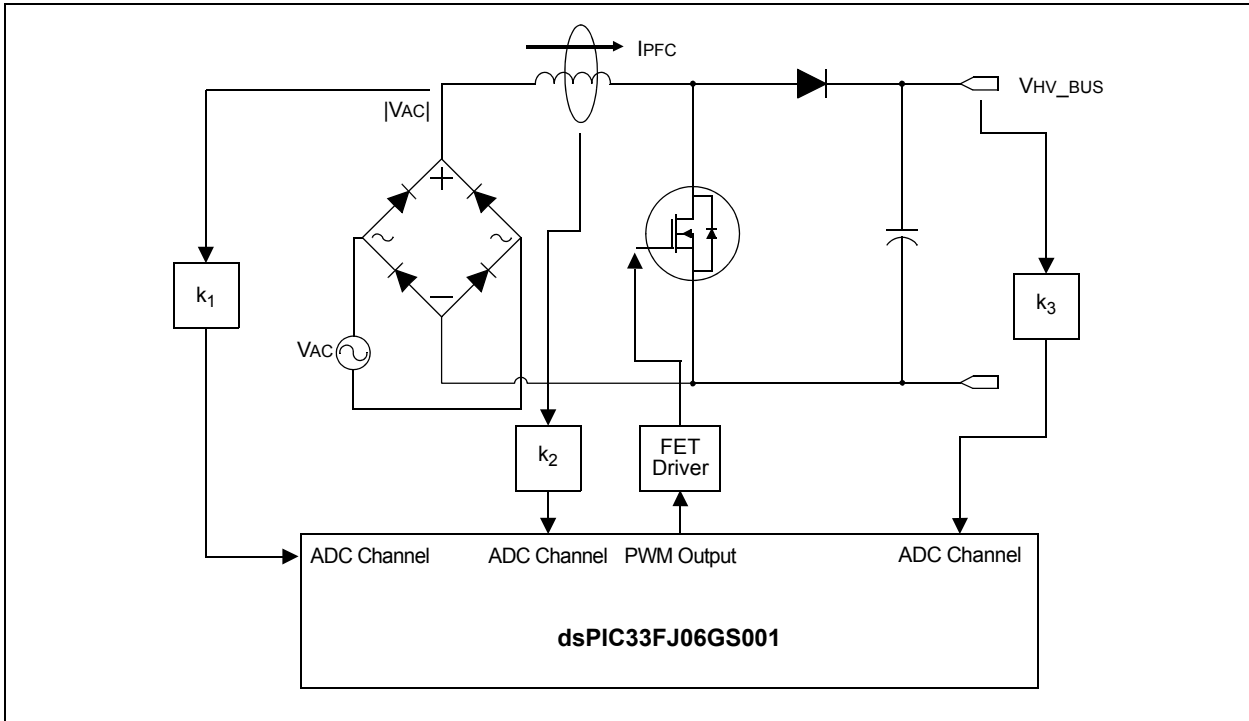 IPFC
VHV_BUS
|VAC|
k1
k3
VAC
k2
FET
Driver
ADC Channel
ADC Channel
PWM Output
ADC Channel
dsPIC33FJ06GS001